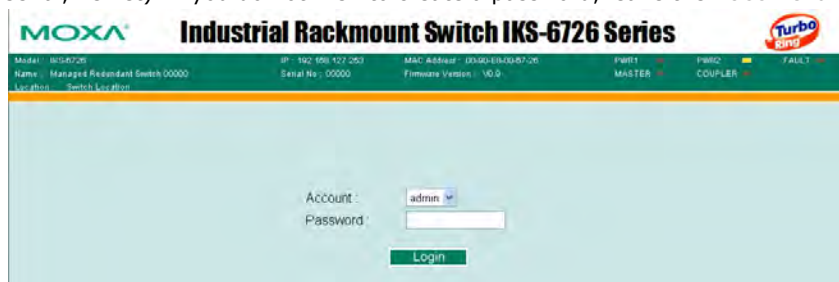 MOXA Industrial Rackmount Switch IKS-6726 Series Turbo Ring
Model : IKS-6726 IP : 192.168.127.253 MAC Address : 00-90-E8-00-67-26 PWR1 PWR2 FAULT
Name : Managed Redundant Switch 00000 Serial No : 00000 Firmware Version : V0.9 MASTER COUPLER
Location : Switch Location
Account :
admin
Password :
Login